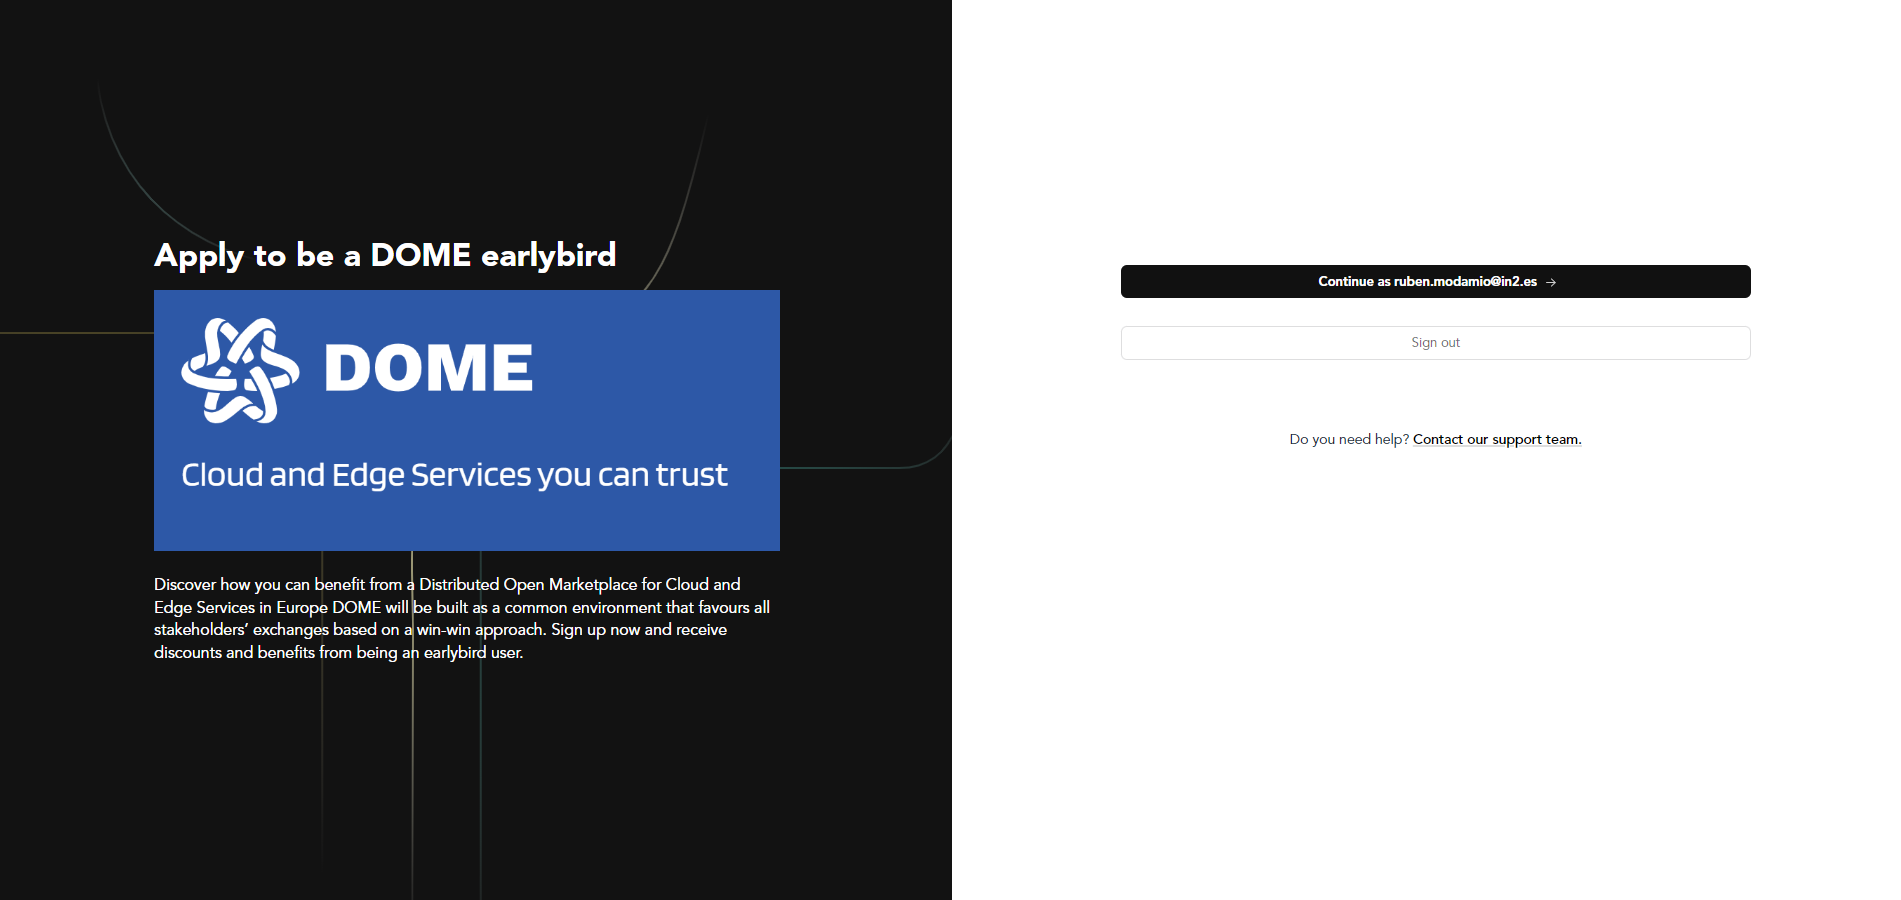 Apply to be a DOME earlybird
DOME
Cloud and Edge Services you can trust
Discover how you can benefit from a Distributed Open Marketplace for Cloud and
Edge Services in Europe DOME will be built as a common environment that favours all
stakeholders’ exchanges based on a win-win approach. Sign up now and receive
discounts and benefits from being an earlybird user.
Continue as ruben.modamio@in2.es →
Sign out
Do you need help? Contact our support team.